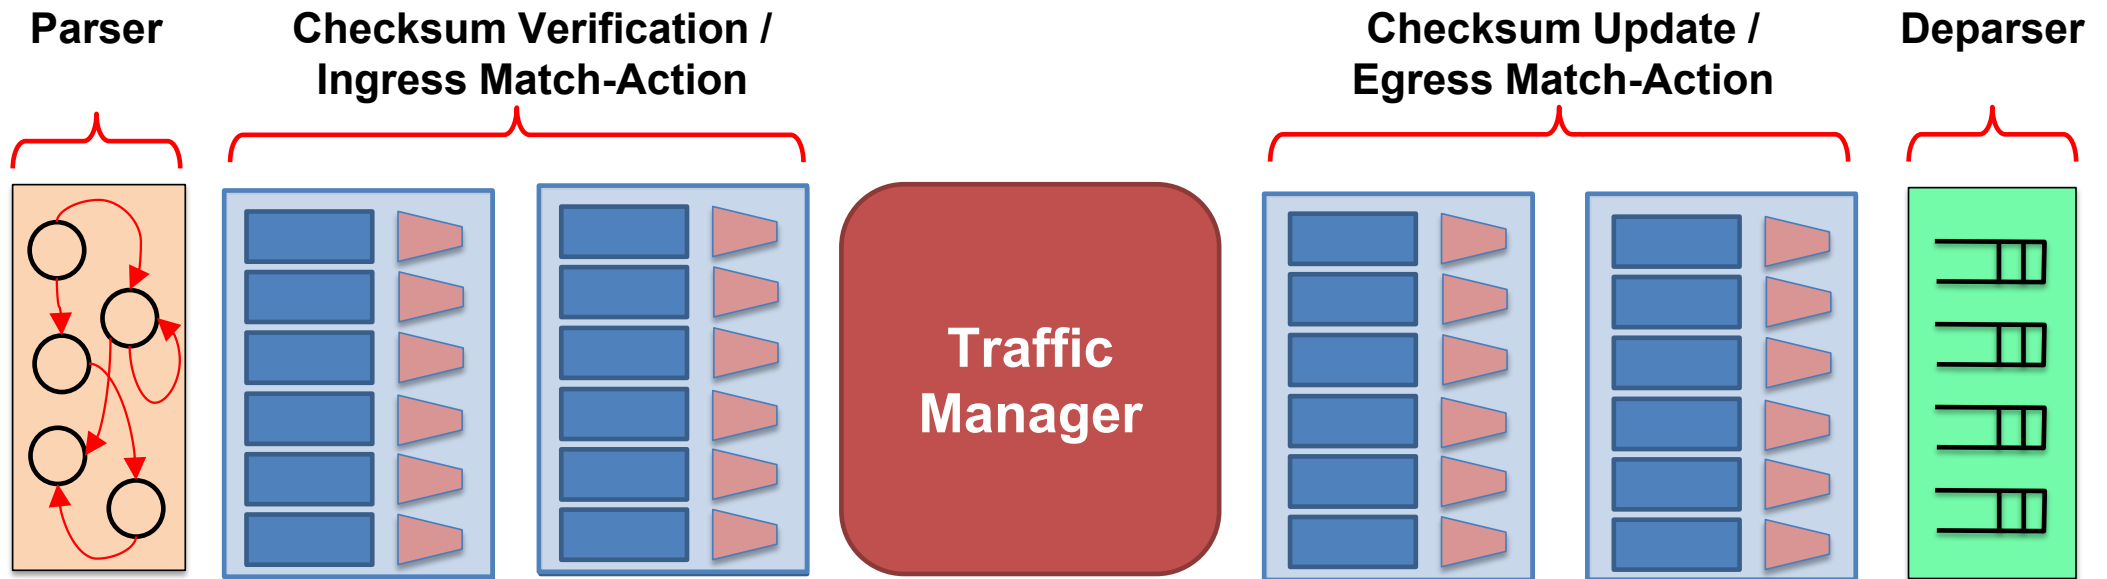 Parser
Checksum Verification /
Ingress Match-Action
Checksum Update /
Egress Match-Action
Deparser
Traffic
Manager